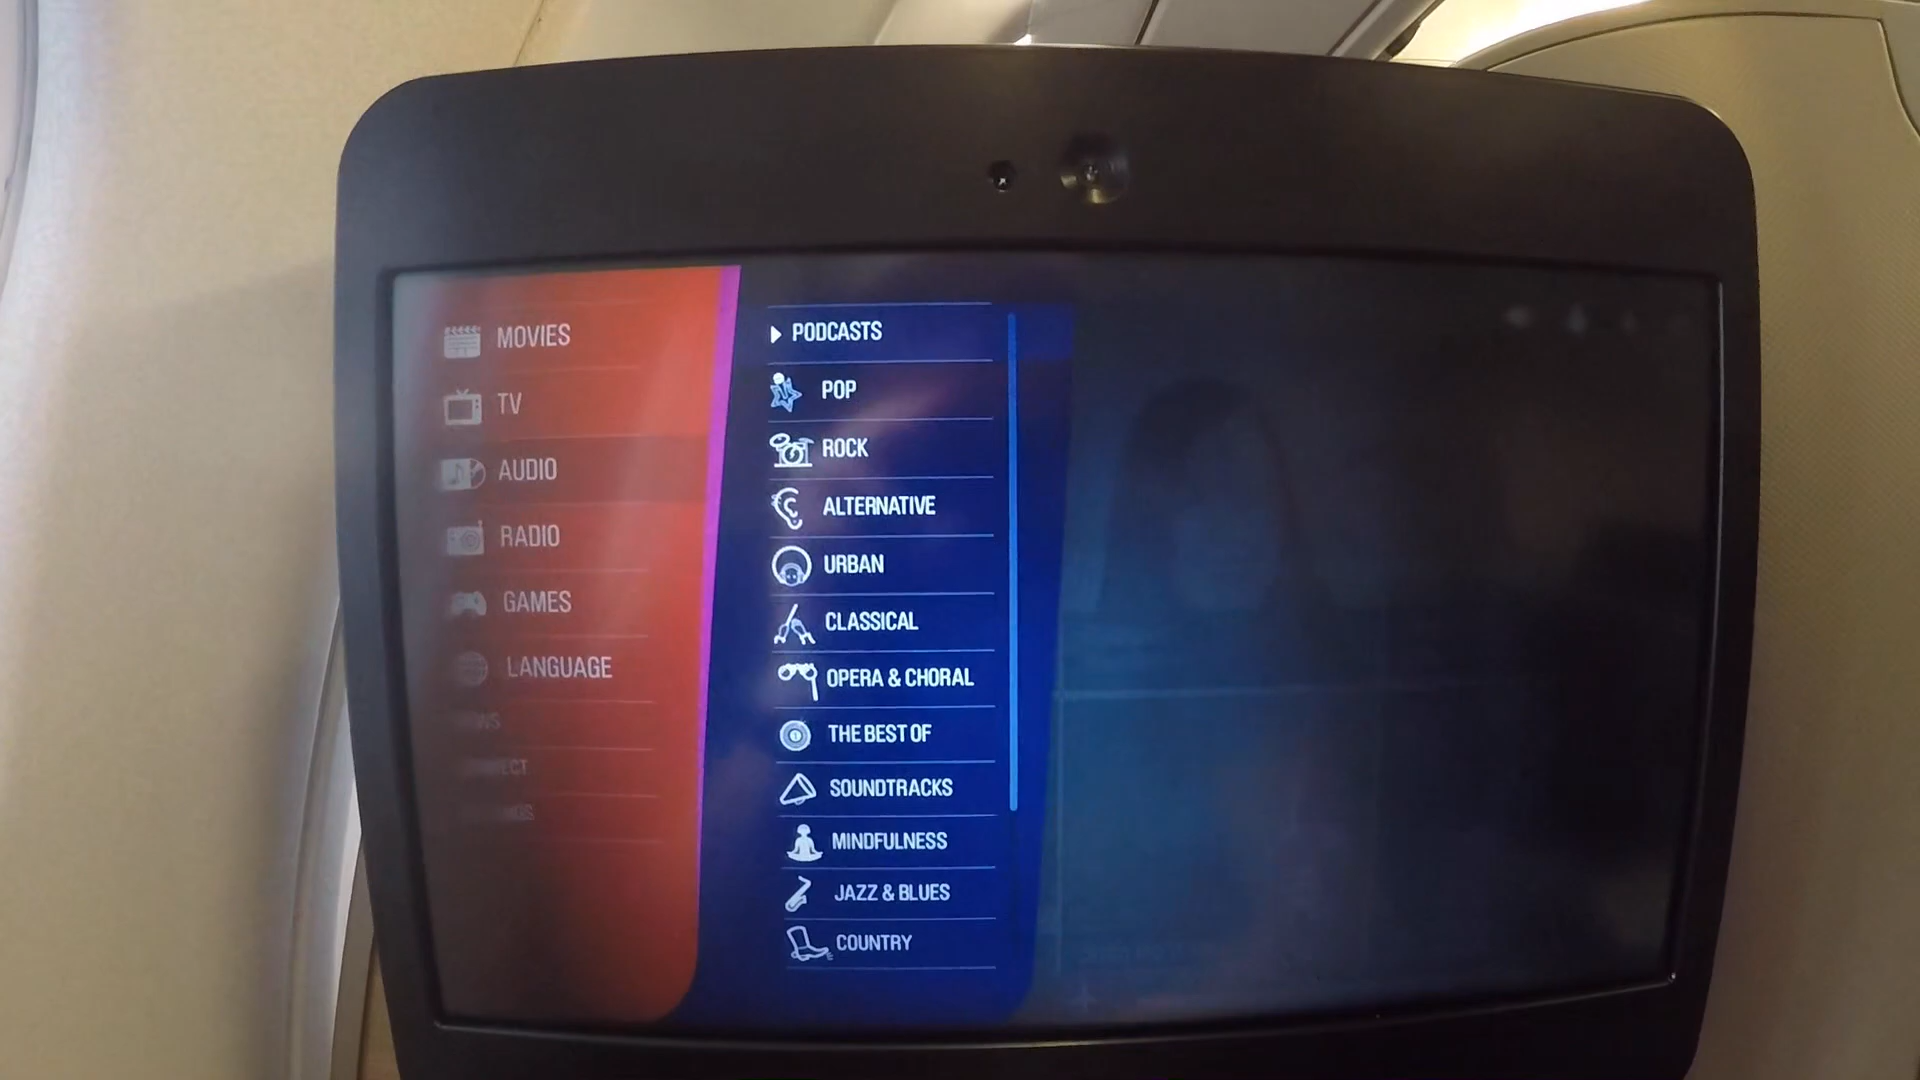 MOVIES
TV
AUDIO
RADIO
GAMES
LANGUAGE
PODCASTS
POP
ROCK
ALTERNATIVE
URBAN
CLASSICAL
OPERA & CHORAL
THE BEST OF
SOUNDTRACKS
MINDFULNESS
JAZZ & BLUES
COUNTRY